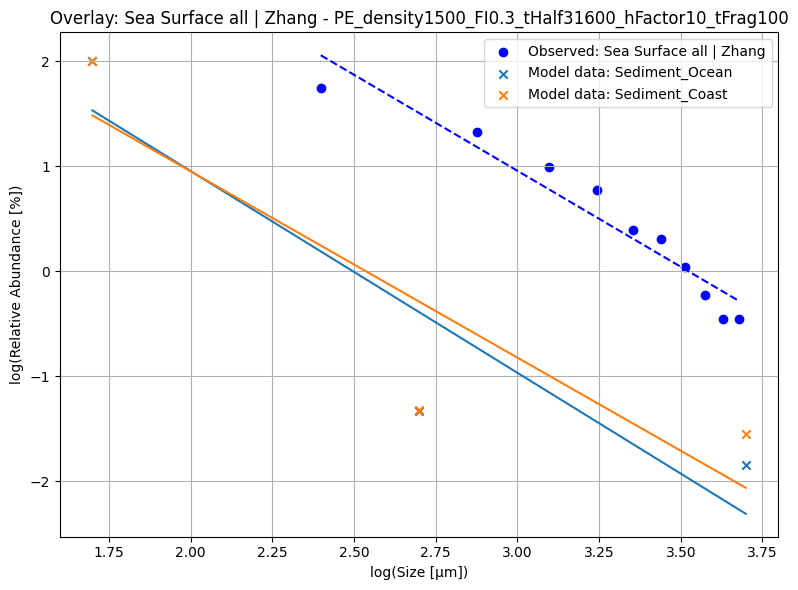 Overlay: Sea Surface all | Zhang - PE_density1500_FI0.3_tHalf31600_hFactor10_tFrag100
Observed: Sea Surface all | Zhang
Model data: Sediment_Ocean
Model data: Sediment_Coast
log(Relative Abundance [%])
2
1
0
−1
−2
1.75
2.00
2.25
2.50
2.75
3.00
3.25
3.50
3.75
log(Size [µm])